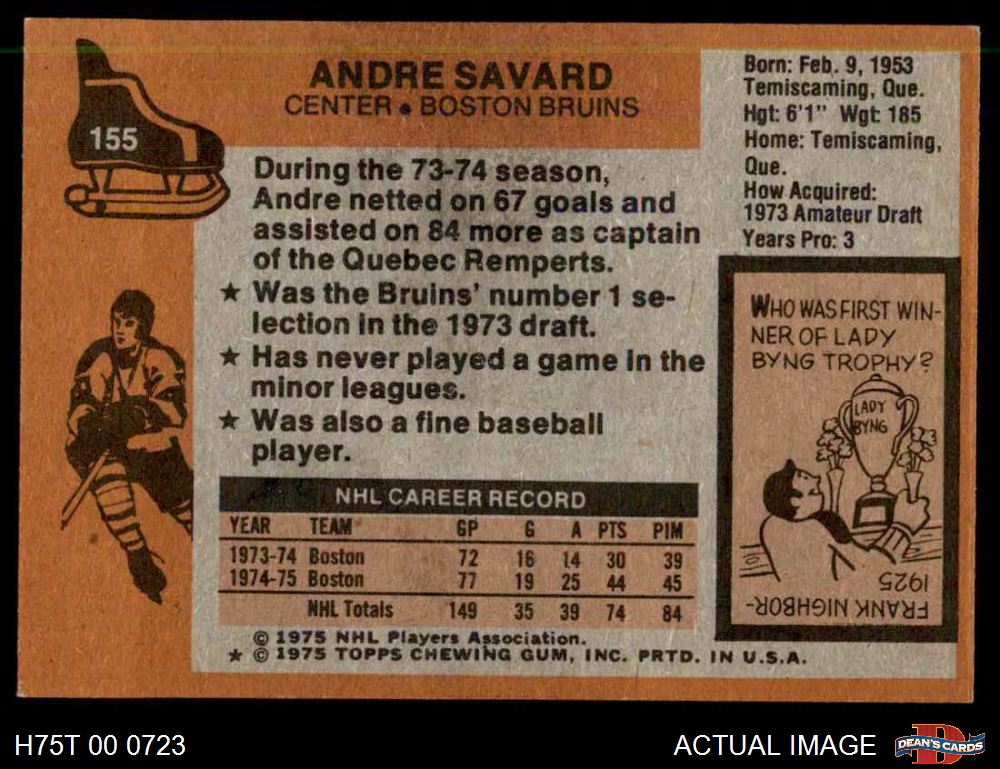 155
ANDRE SAVARD
CENTER • BOSTON BRUINS
Born: Feb. 9, 1953
Temiscaming, Que.
Hgt: 6'1" Wgt: 185
Home: Temiscaming,
Que.
How Acquired:
1973 Amateur Draft
Years Pro: 3
During the 73-74 season,
Andre netted on 67 goals and
assisted on 84 more as captain
of the Quebec Remperts.
★ Was the Bruins' number 1 se-
lection in the 1973 draft.
★ Has never played a game in the
minor leagues.
★ Was also a fine baseball
player.
NHL CAREER RECORD
YEAR TEAM GP G A PTS PIM
1973-74 Boston 72 16 14 30 39
1974-75 Boston 77 19 25 44 45
NHL Totals 149 35 39 74 84
© 1975 NHL Players Association.
★ © 1975 TOPPS CHEWING GUM, INC. PRTD. IN U.S.A.
WHO WAS FIRST WIN-
NER OF LADY
BYNG TROPHY?
LADY
BYNG
FRANK NIGHBOR-
1925
H75T 00 0723
ACTUAL IMAGE
D
DEAN'S CARDS